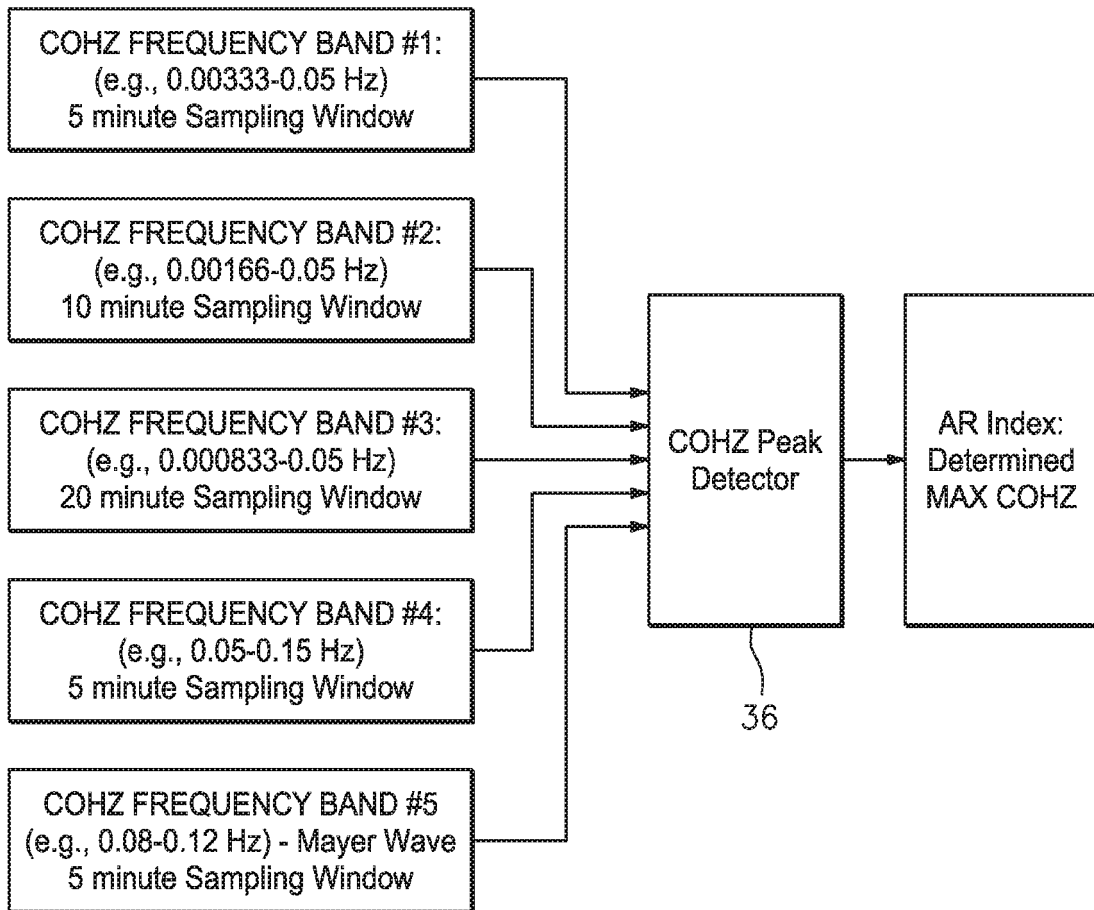 COHZ FREQUENCY BAND #1:
(e.g., 0.00333-0.05 Hz)
5 minute Sampling Window
COHZ FREQUENCY BAND #2:
(e.g., 0.00166-0.05 Hz)
10 minute Sampling Window
COHZ FREQUENCY BAND #3:
(e.g., 0.000833-0.05 Hz)
20 minute Sampling Window
COHZ FREQUENCY BAND #4:
(e.g., 0.05-0.15 Hz)
5 minute Sampling Window
COHZ FREQUENCY BAND #5
(e.g., 0.08-0.12 Hz) - Mayer Wave
5 minute Sampling Window
COHZ Peak
Detector
36
AR Index:
Determined
MAX COHZ